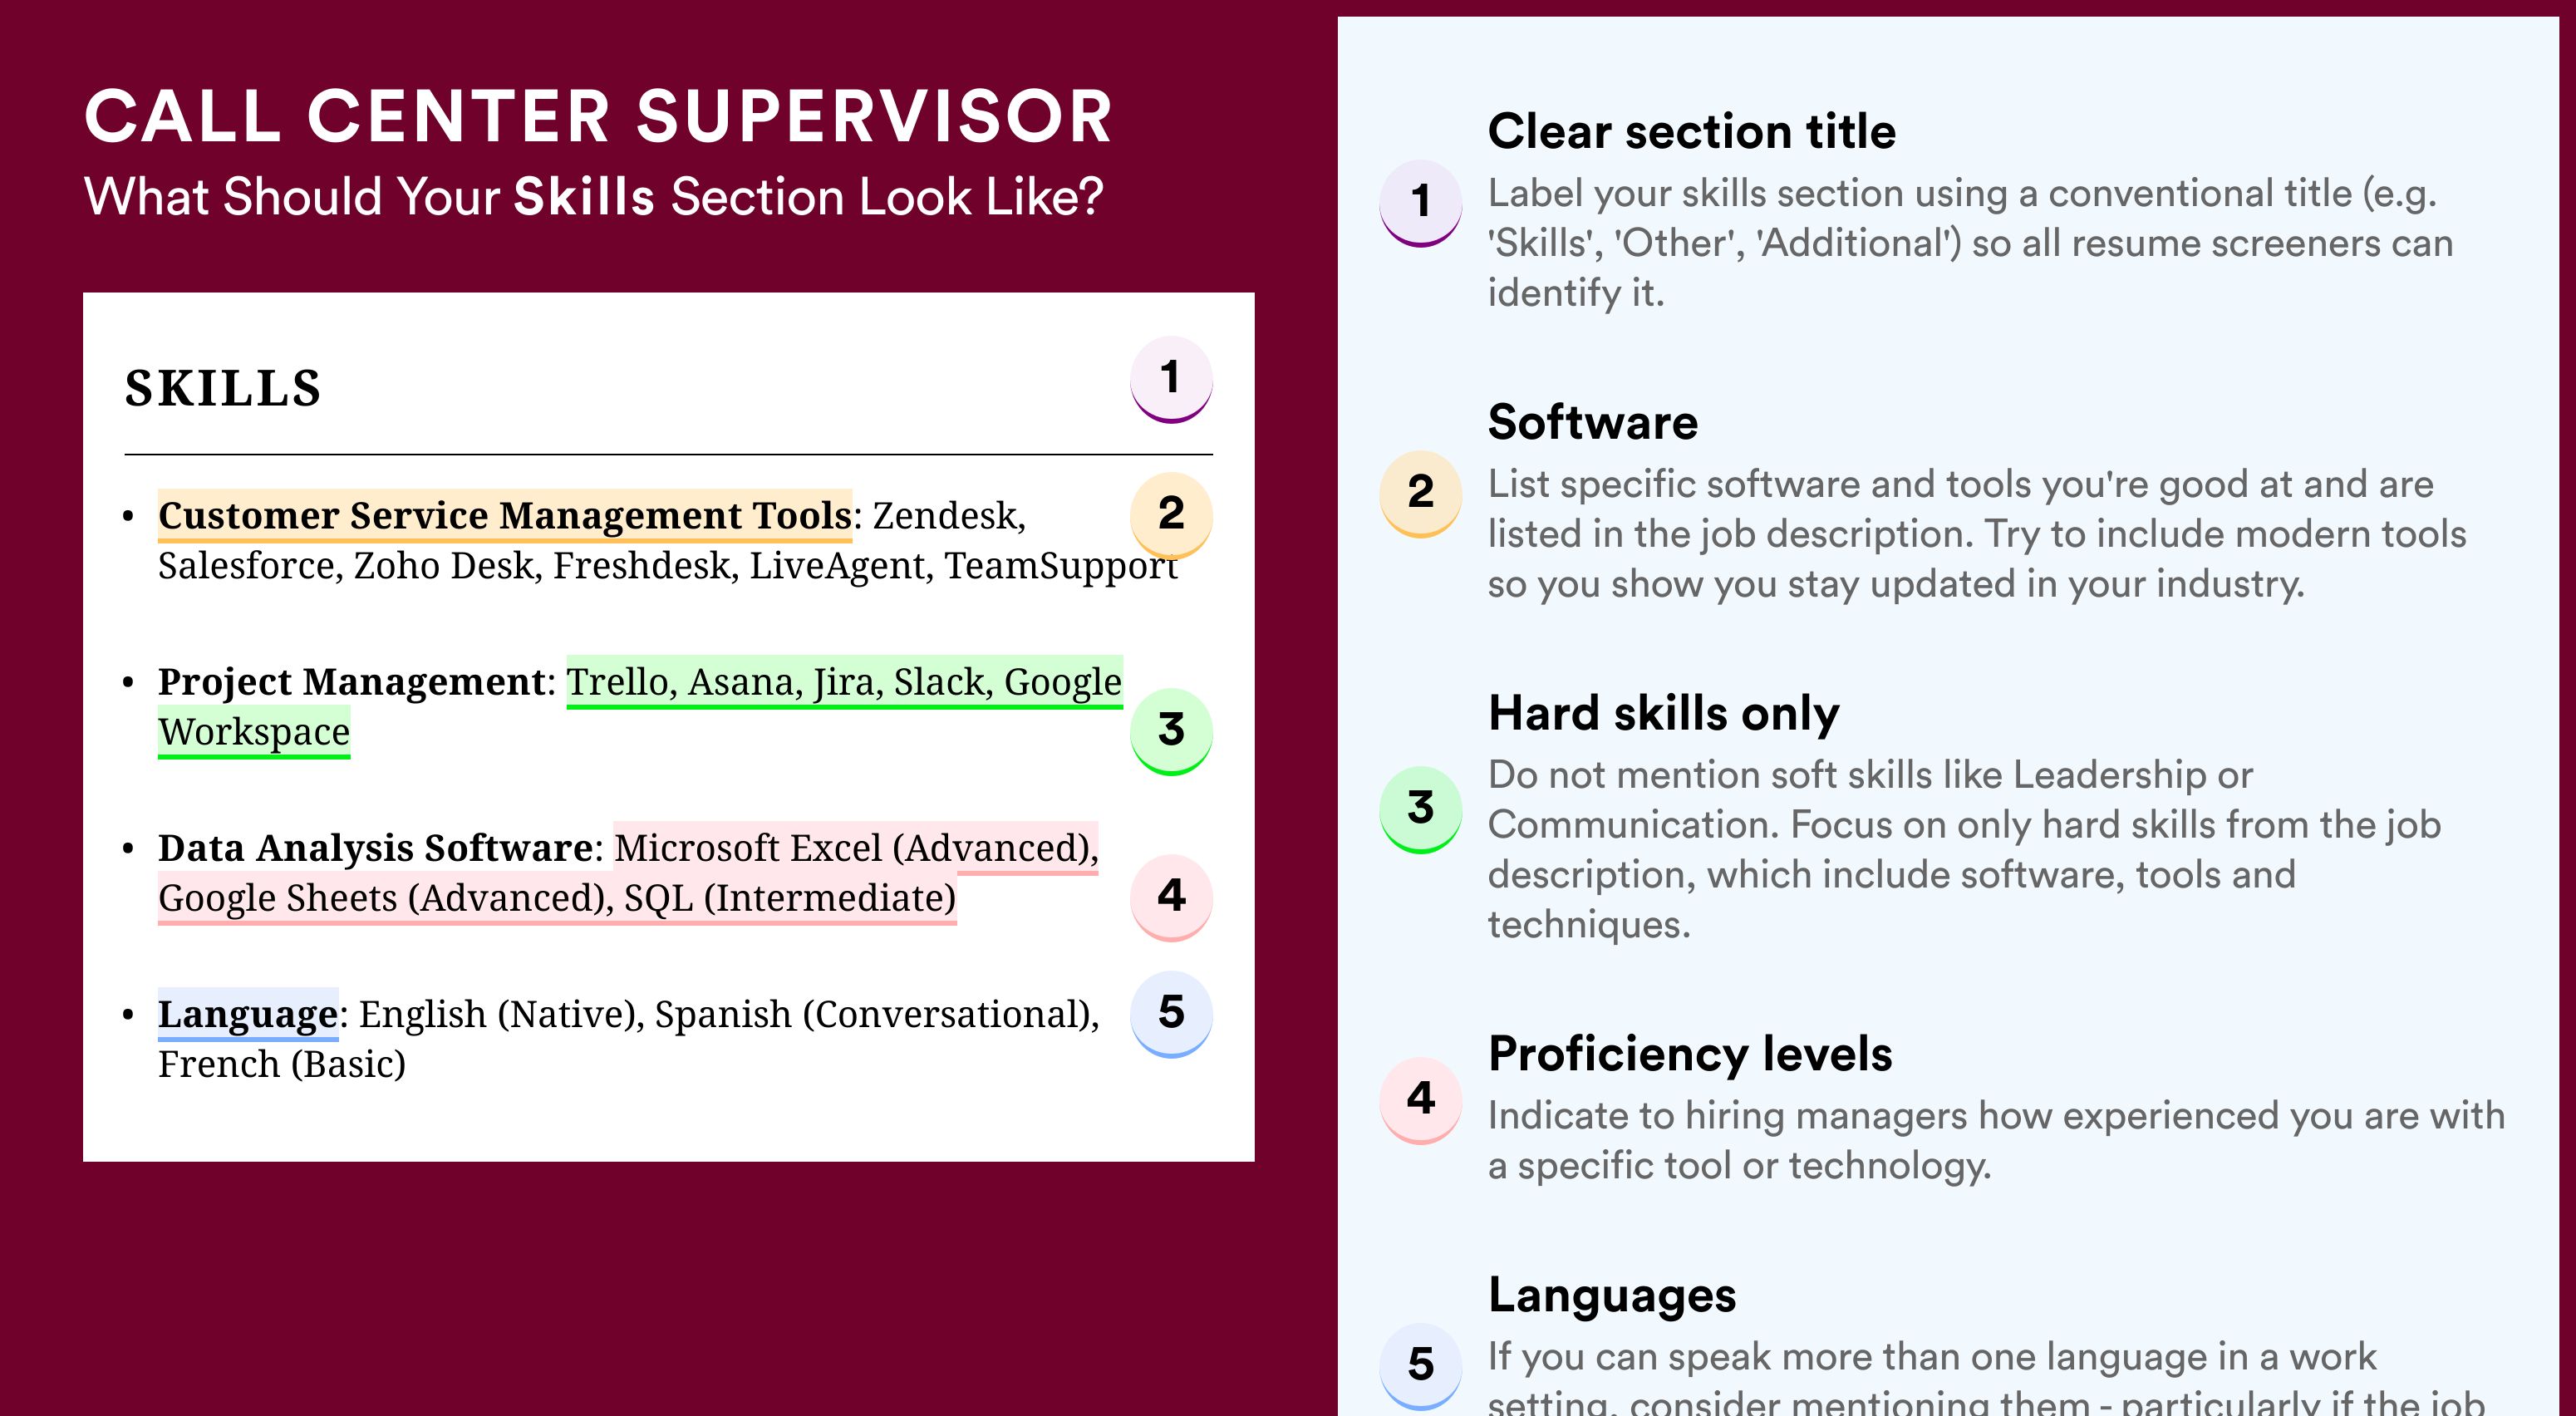 CALL CENTER SUPERVISOR
What Should Your Skills Section Look Like?
SKILLS
1
• Customer Service Management Tools: Zendesk,
Salesforce, Zoho Desk, Freshdesk, LiveAgent, TeamSupport
2
• Project Management: Trello, Asana, Jira, Slack, Google
Workspace
3
• Data Analysis Software: Microsoft Excel (Advanced),
Google Sheets (Advanced), SQL (Intermediate)
4
• Language: English (Native), Spanish (Conversational),
French (Basic)
5
Clear section title
1
Label your skills section using a conventional title (e.g.
'Skills', 'Other', 'Additional') so all resume screeners can
identify it.
Software
2
List specific software and tools you're good at and are
listed in the job description. Try to include modern tools
so you show you stay updated in your industry.
Hard skills only
3
Do not mention soft skills like Leadership or
Communication. Focus on only hard skills from the job
description, which include software, tools and
techniques.
Proficiency levels
4
Indicate to hiring managers how experienced you are with
a specific tool or technology.
Languages
5
If you can speak more than one language in a work
setting, consider mentioning them - particularly if the job